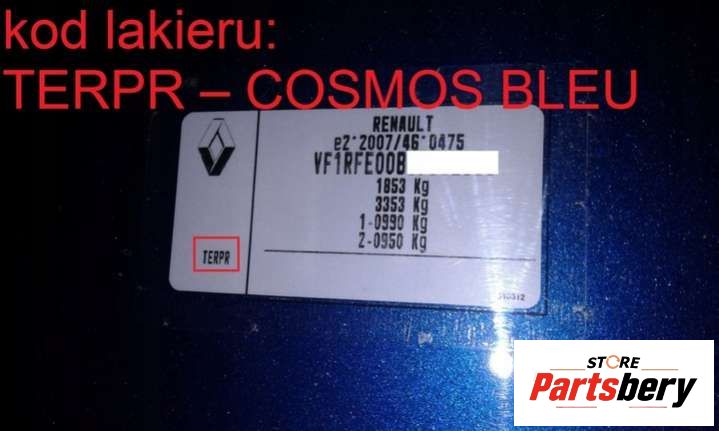 kod lakieru:
TERPR – COSMOS BLEU
RENAULT
e2*2007/46*0475
VF1RFE00B
1853 Kg
3353 Kg
1-0990 Kg
2-0950 Kg
TERPR
STORE
Partsbery